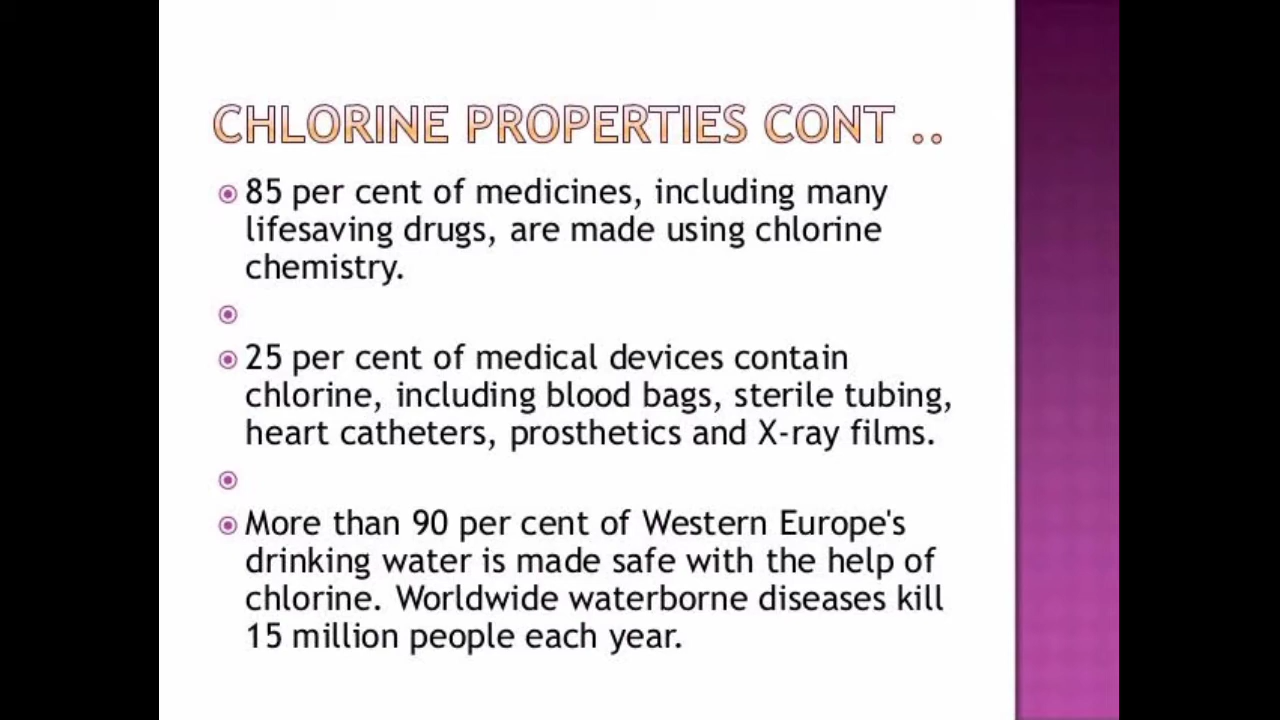 CHLORINE PROPERTIES CONT ..
85 per cent of medicines, including many
lifesaving drugs, are made using chlorine
chemistry.
25 per cent of medical devices contain
chlorine, including blood bags, sterile tubing,
heart catheters, prosthetics and X-ray films.
More than 90 per cent of Western Europe's
drinking water is made safe with the help of
chlorine. Worldwide waterborne diseases kill
15 million people each year.